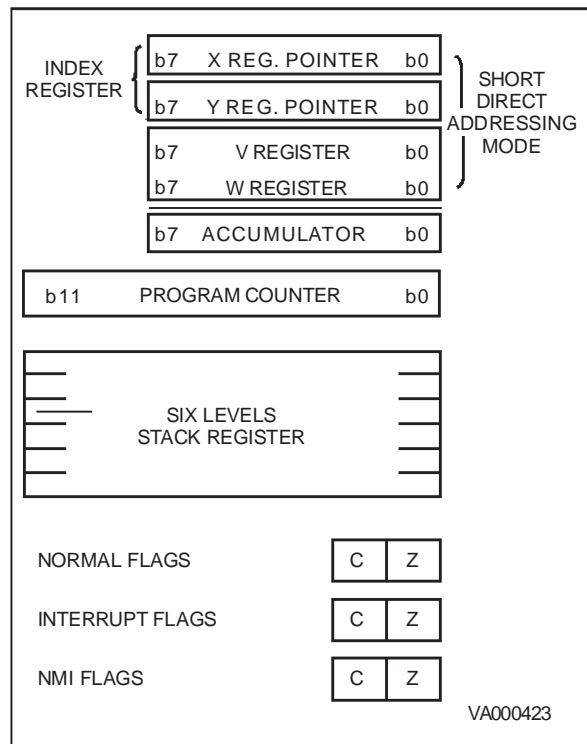 INDEX
REGISTER
b7 X REG. POINTER b0
b7 Y REG. POINTER b0
b7 V REGISTER b0
b7 W REGISTER b0
b7 ACCUMULATOR b0
SHORT
DIRECT
ADDRESSING
MODE
b11 PROGRAM COUNTER b0
SIX LEVELS
STACK REGISTER
NORMAL FLAGS C Z
INTERRUPT FLAGS C Z
NMI FLAGS C Z
VA000423